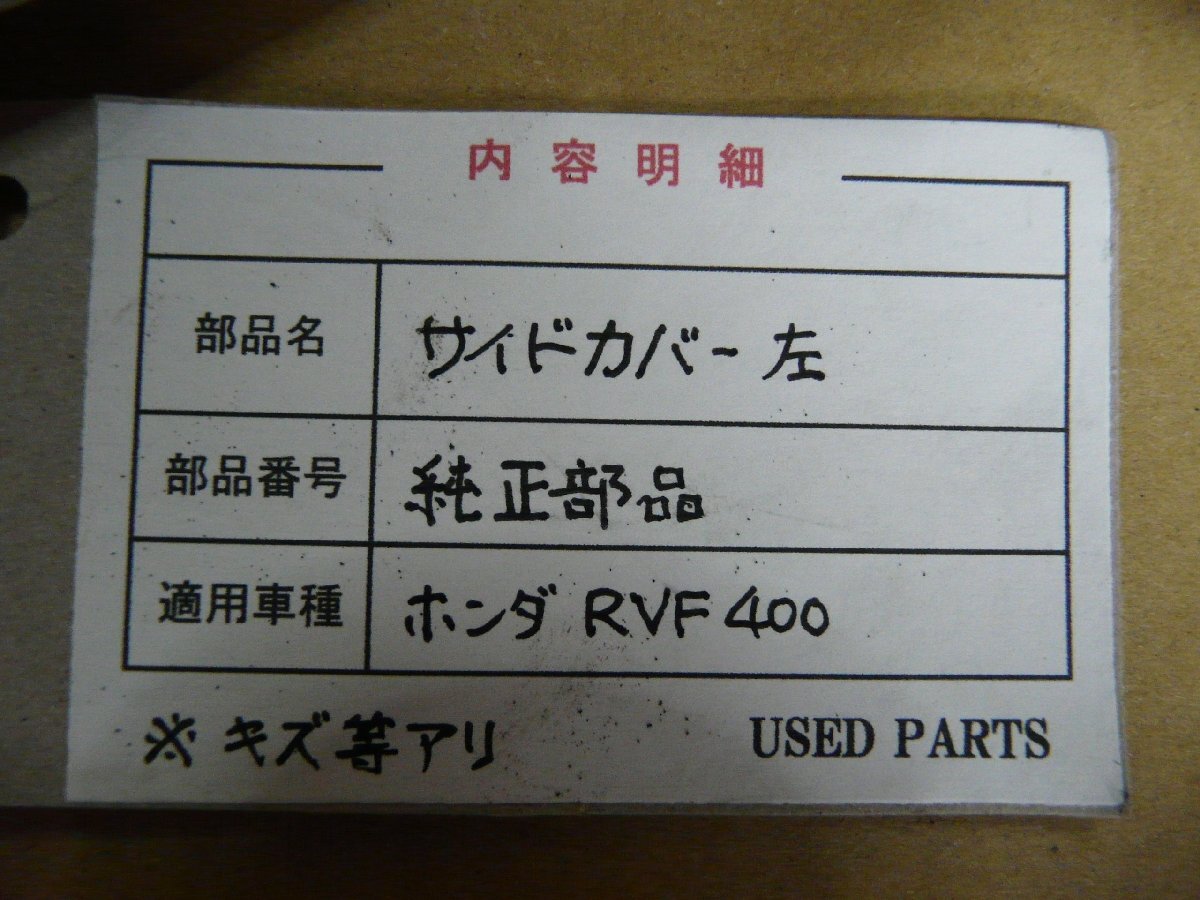 内容明細
部品名 サイドカバー 左
部品番号 純正部品
適用車種 ホンダ RVF400
※キズ等アリ USED PARTS